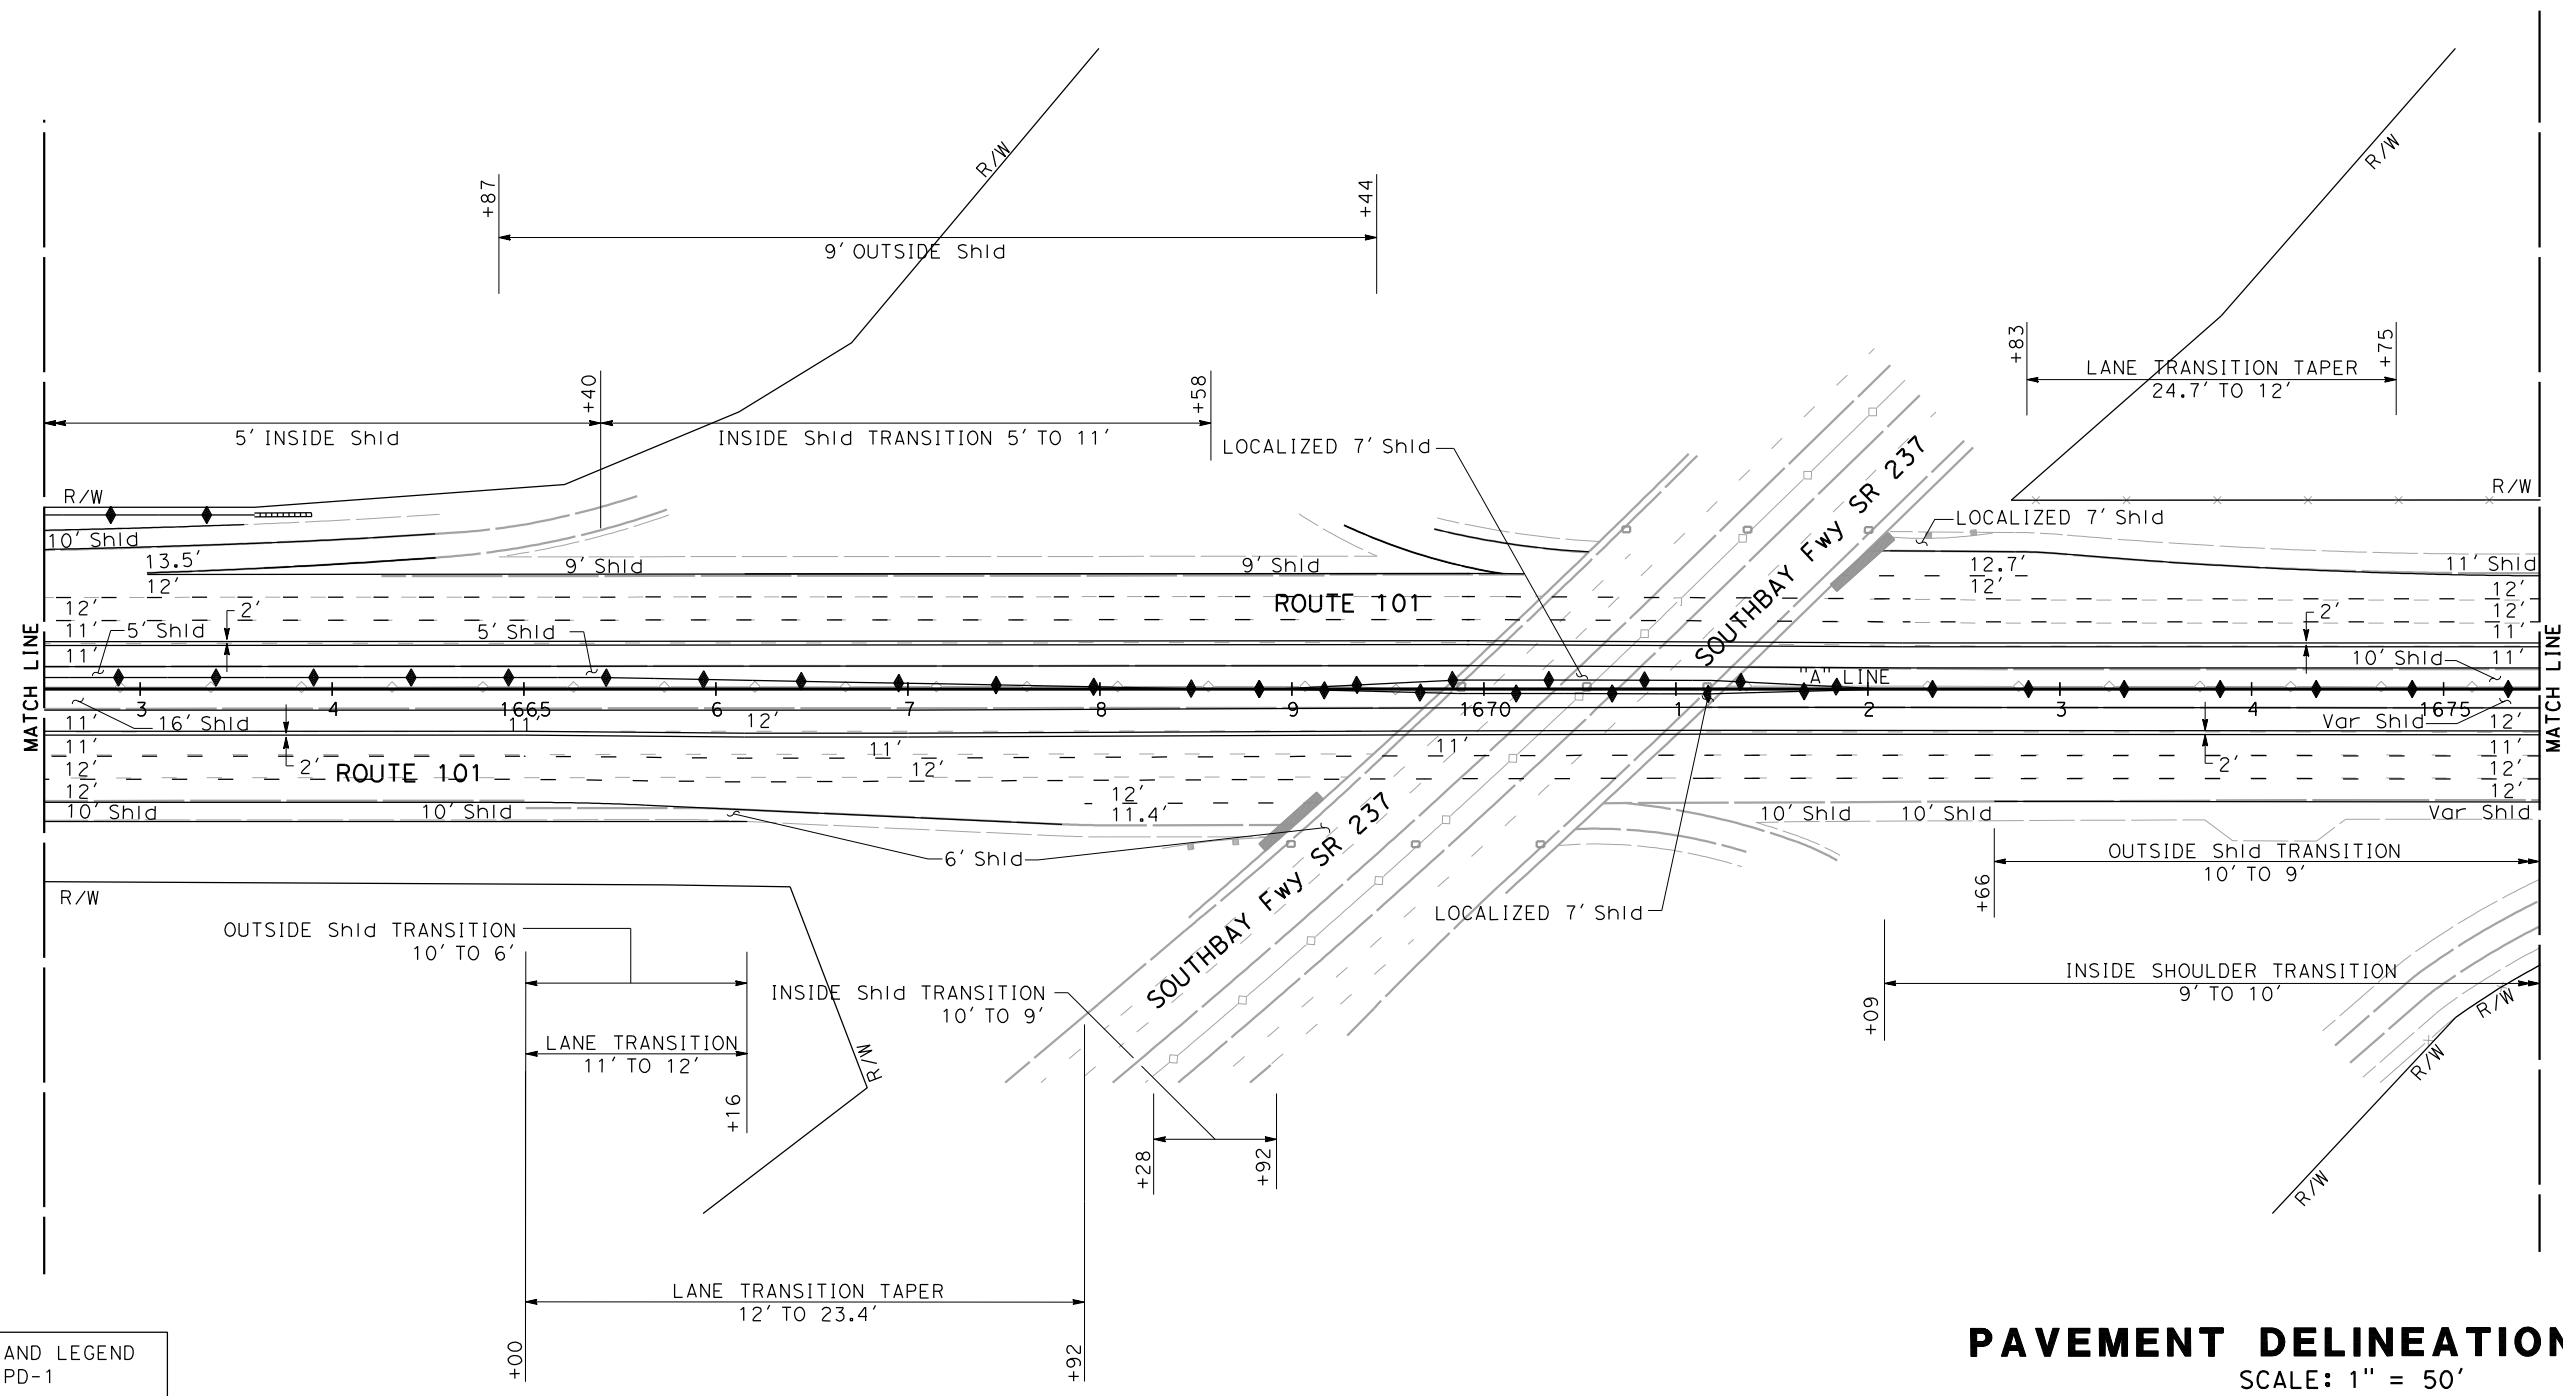 R/W
R/W
+87
+44
9' OUTSIDE Shld
+83
+75
LANE TRANSITION TAPER
24.7' TO 12'
+40
+58
5' INSIDE Shld
INSIDE Shld TRANSITION 5' TO 11'
LOCALIZED 7' Shld
SOUTHBAY Fwy SR 237
R/W
R/W
LOCALIZED 7' Shld
10' Shld
13.5'
12'
9' Shld
9' Shld
12.7'
12'
11' Shld
12'
12'
11'
11'
5' Shld
2'
5' Shld
ROUTE 101
12'
12'
11'
11'
2'
10' Shld
MATCH LINE
MATCH LINE
"A" LINE
3
4
1665
6
7
8
9
1670
1
2
3
4
1675
16' Shld
11'
11'
12'
12'
2'
ROUTE 101
11'
12'
11'
12'
11'
12'
11.4'
Var Shld
12'
11'
12'
12'
2'
10' Shld
10' Shld
10' Shld
10' Shld
Var Shld
6' Shld
SOUTHBAY Fwy SR 237
OUTSIDE Shld TRANSITION
10' TO 9'
+66
R/W
LOCALIZED 7' Shld
OUTSIDE Shld TRANSITION
10' TO 6'
INSIDE SHOULDER TRANSITION
9' TO 10'
+09
R/W
INSIDE Shld TRANSITION
10' TO 9'
LANE TRANSITION
11' TO 12'
R/W
R/W
+16
+28
+92
R/W
LANE TRANSITION TAPER
12' TO 23.4'
+00
+92
AND LEGEND
PD-1
PAVEMENT DELINEATION
SCALE: 1" = 50'